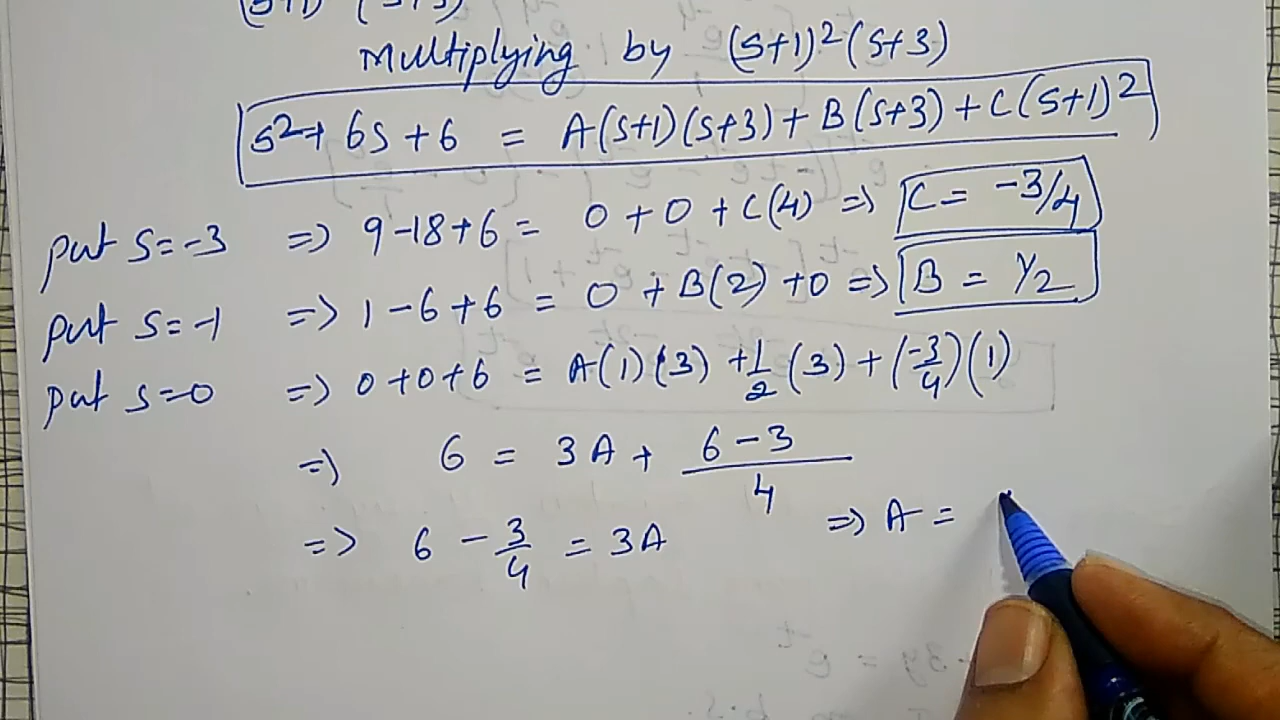 (s+1) (s+3)
Multiplying by (s+1)²(s+3)
s²+6s+6 = A(s+1)(s+3)+B(s+3)+C(s+1)²
put s=-3 => 9-18+6 = 0+0+C(4) => C = -3/4
put s=-1 => 1-6+6 = 0+B(2)+0 => B = 1/2
put s=0 => 0+0+6 = A(1)(3)+1/2(3)+(-3/4)(1)
=> 6 = 3A + 6-3/4
=> 6 - 3/4 = 3A => A =